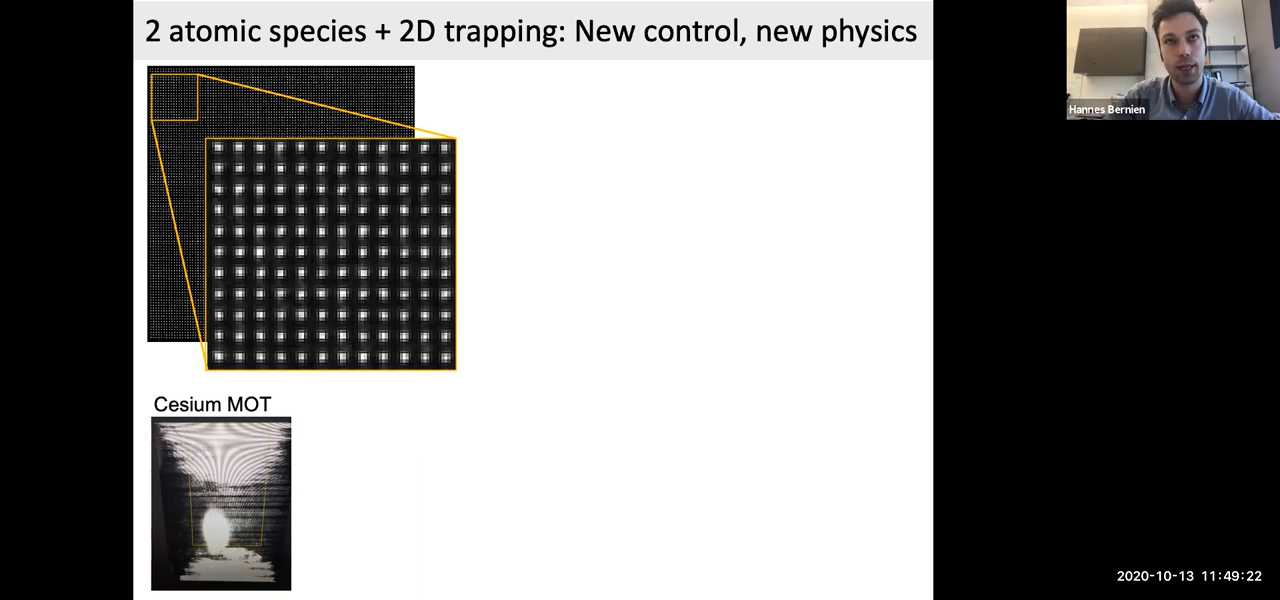 2 atomic species + 2D trapping: New control, new physics
Hannes Bernien
Cesium MOT
2020-10-13 11:49:22